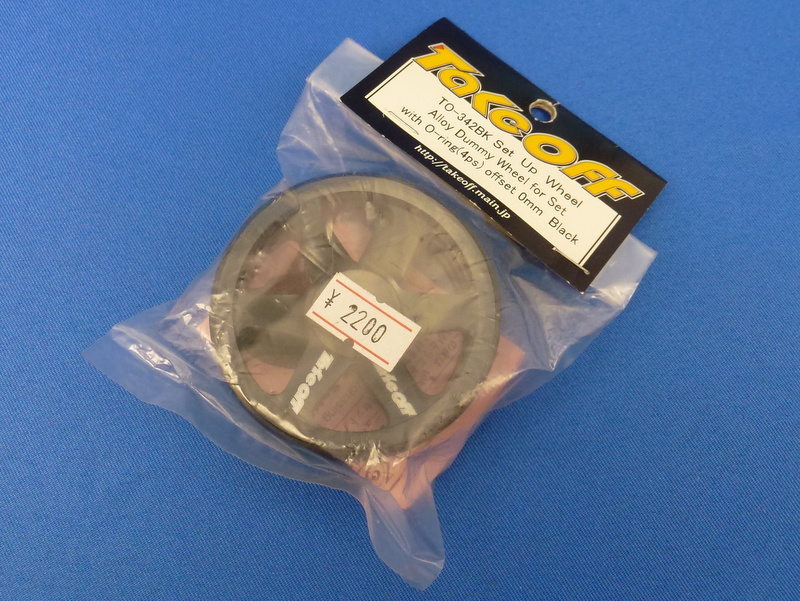 TakeOFF
TO-342BK Set Up Wheel
Alloy Dummy Wheel for Set
with O-ring(4ps) offset 0mm Black
http://takeoff.main.jp
¥ 2200
TakeOFF